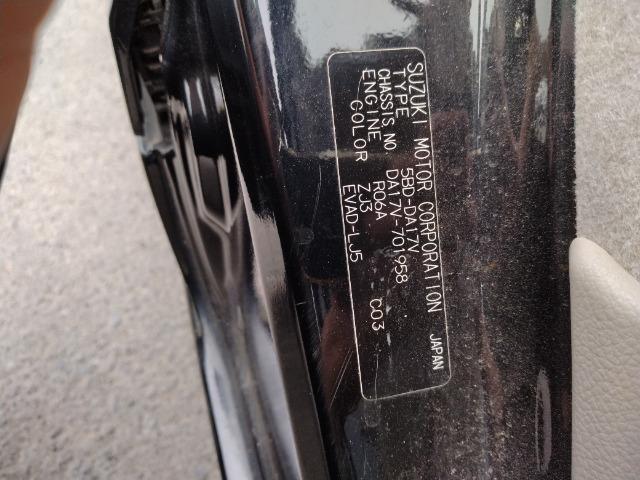 SUZUKI MOTOR CORPORATION JAPAN
TYPE 5BD-DA17V
CHASSIS NO. DA17V-701958
ENGINE R06A
COLOR ZJ3 C03
EVAD-LJ5